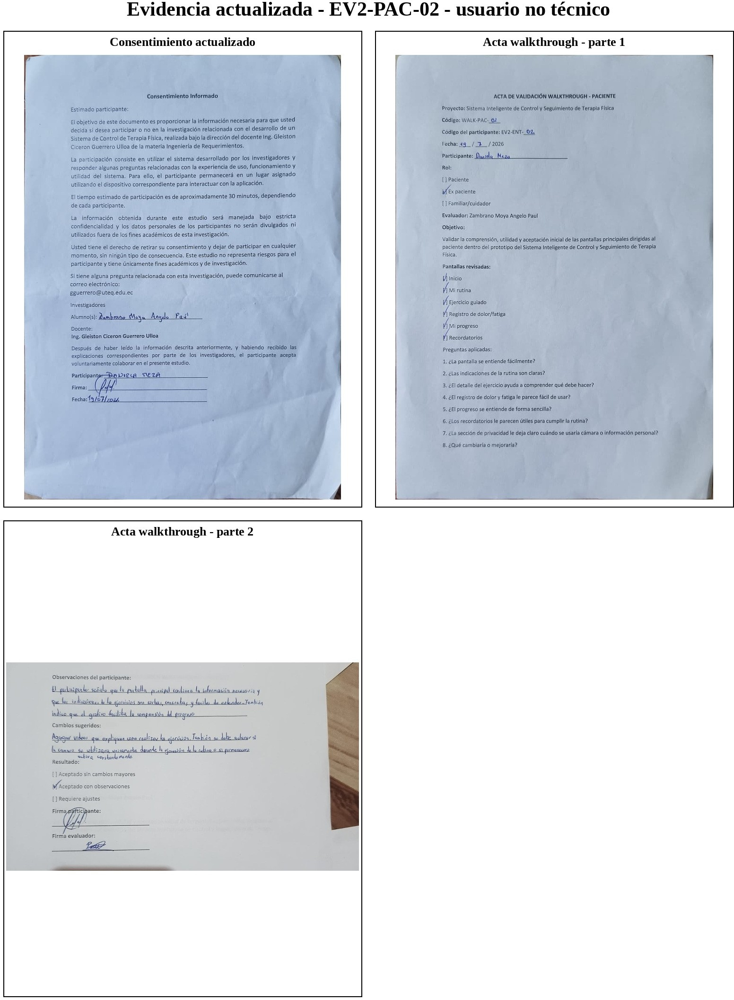 Evidencia actualizada - EV2-PAC-02 - usuario no técnico
Consentimiento actualizado
Consentimiento Informado
Estimado participante:
El objetivo de este documento es proporcionar la información necesaria para que usted
decida si desea participar o no en la investigación relacionada con el desarrollo de un
Sistema de Control de Terapia Física, realizada bajo la dirección del docente Ing. Gleiston
Ciceron Guerrero Ulloa de la materia Ingeniería de Requerimientos.
La participación consiste en utilizar el sistema desarrollado por los investigadores y
responder algunas preguntas relacionadas con la experiencia de uso, funcionamiento y
utilidad del sistema. Para ello, el participante permanecerá en un lugar asignado
utilizando el dispositivo correspondiente para interactuar con la aplicación.
El tiempo estimado de participación es de aproximadamente 30 minutos, dependiendo
de cada participante.
La información obtenida durante este estudio será manejada bajo estricta
confidencialidad y los datos personales de los participantes no serán divulgados ni
utilizados fuera de los fines académicos de esta investigación.
Usted tiene el derecho de retirar su consentimiento y dejar de participar en cualquier
momento, sin ningún tipo de consecuencia. Este estudio no representa riesgos para el
participante y tiene únicamente fines académicos y de investigación.
Si tiene alguna pregunta relacionada con esta investigación, puede comunicarse al
correo electrónico:
gguerrero@uteq.edu.ec
Investigadores
Alumno(s): Zambrano Moya Angelo Paúl
Docente:
Ing. Gleiston Ciceron Guerrero Ulloa
Después de haber leído la información descrita anteriormente, y habiendo recibido las
explicaciones correspondientes por parte de los investigadores, el participante acepta
voluntariamente colaborar en el presente estudio.
Participante: DANIELA MEZA
Firma:
Fecha: 19/07/2026
Acta walkthrough - parte 1
ACTA DE VALIDACIÓN WALKTHROUGH - PACIENTE
Proyecto: Sistema Inteligente de Control y Seguimiento de Terapia Física
Código: WALK-PAC- 02
Código del participante: EV2-ENT- 02
Fecha: 19 / 7 / 2026
Participante: Daniela Meza
Rol:
[ ] Paciente
[✓] Ex paciente
[ ] Familiar/cuidador
Evaluador: Zambrano Moya Angelo Paul
Objetivo:
Validar la comprensión, utilidad y aceptación inicial de las pantallas principales dirigidas al
paciente dentro del prototipo del Sistema Inteligente de Control y Seguimiento de Terapia
Física.
Pantallas revisadas:
[✓] Inicio
[✓] Mi rutina
[✓] Ejercicio guiado
[✓] Registro de dolor/fatiga
[✓] Mi progreso
[✓] Recordatorios
Preguntas aplicadas:
1. ¿La pantalla se entiende fácilmente?
2. ¿Las indicaciones de la rutina son claras?
3. ¿El detalle del ejercicio ayuda a comprender qué debe hacer?
4. ¿El registro de dolor y fatiga le parece fácil de usar?
5. ¿El progreso se entiende de forma sencilla?
6. ¿Los recordatorios le parecen útiles para cumplir la rutina?
7. ¿La sección de privacidad le deja claro cuándo se usaría cámara o información personal?
8. ¿Qué cambiaría o mejoraría?
Acta walkthrough - parte 2
Observaciones del participante:
El participante señalo que la pantalla principal contiene la información necesaria y
que las indicaciones de los ejercicios son cortas, concretas, y faciles de entender. También
indico que el grafico facilita la comprensión del progreso
Cambios sugeridos:
Agregar videos que expliquen como realizar los ejercicios. También se debe aclarar si
la camara se utilizara unicamente durante la ejecución de la rutina o si permanecera
activa constantemente
Resultado:
[ ] Aceptado sin cambios mayores
[✓] Aceptado con observaciones
[ ] Requiere ajustes
Firma participante:
Firma evaluador: